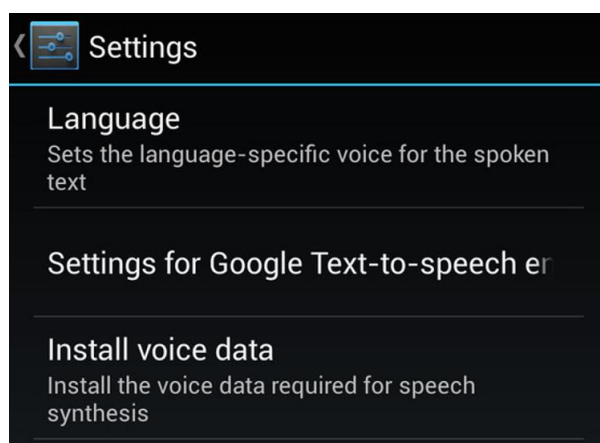 Settings
Language
Sets the language-specific voice for the spoken
text
Settings for Google Text-to-speech en
Install voice data
Install the voice data required for speech
synthesis